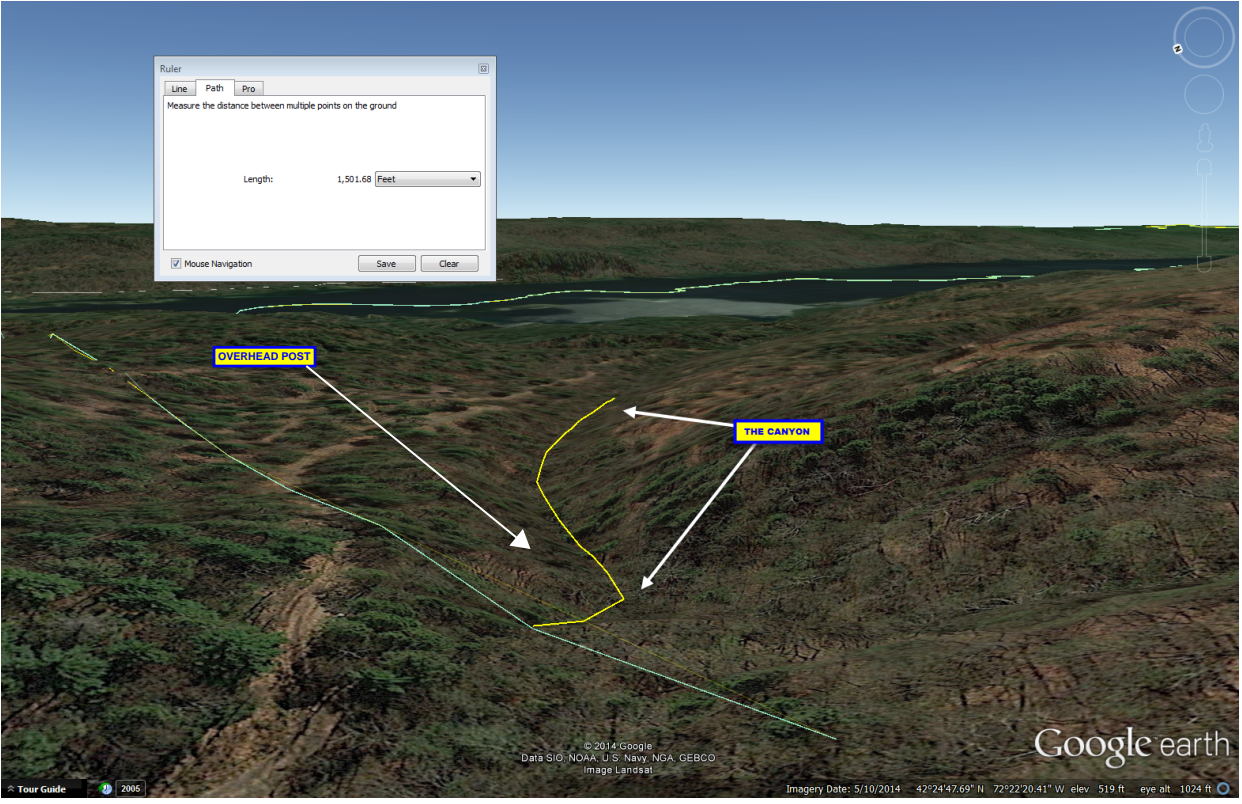 Ruler
Line Path Pro
Measure the distance between multiple points on the ground
Length: 1,501.68 Feet
Mouse Navigation Save Clear
N
OVERHEAD POST
THE CANYON
© 2014 Google
Data SIO, NOAA, U.S. Navy, NGA, GEBCO
Image Landsat
Google earth
Tour Guide 2005 Imagery Date: 5/10/2014 42°24'47.69" N 72°22'20.41" W elev 519 ft eye alt 1024 ft